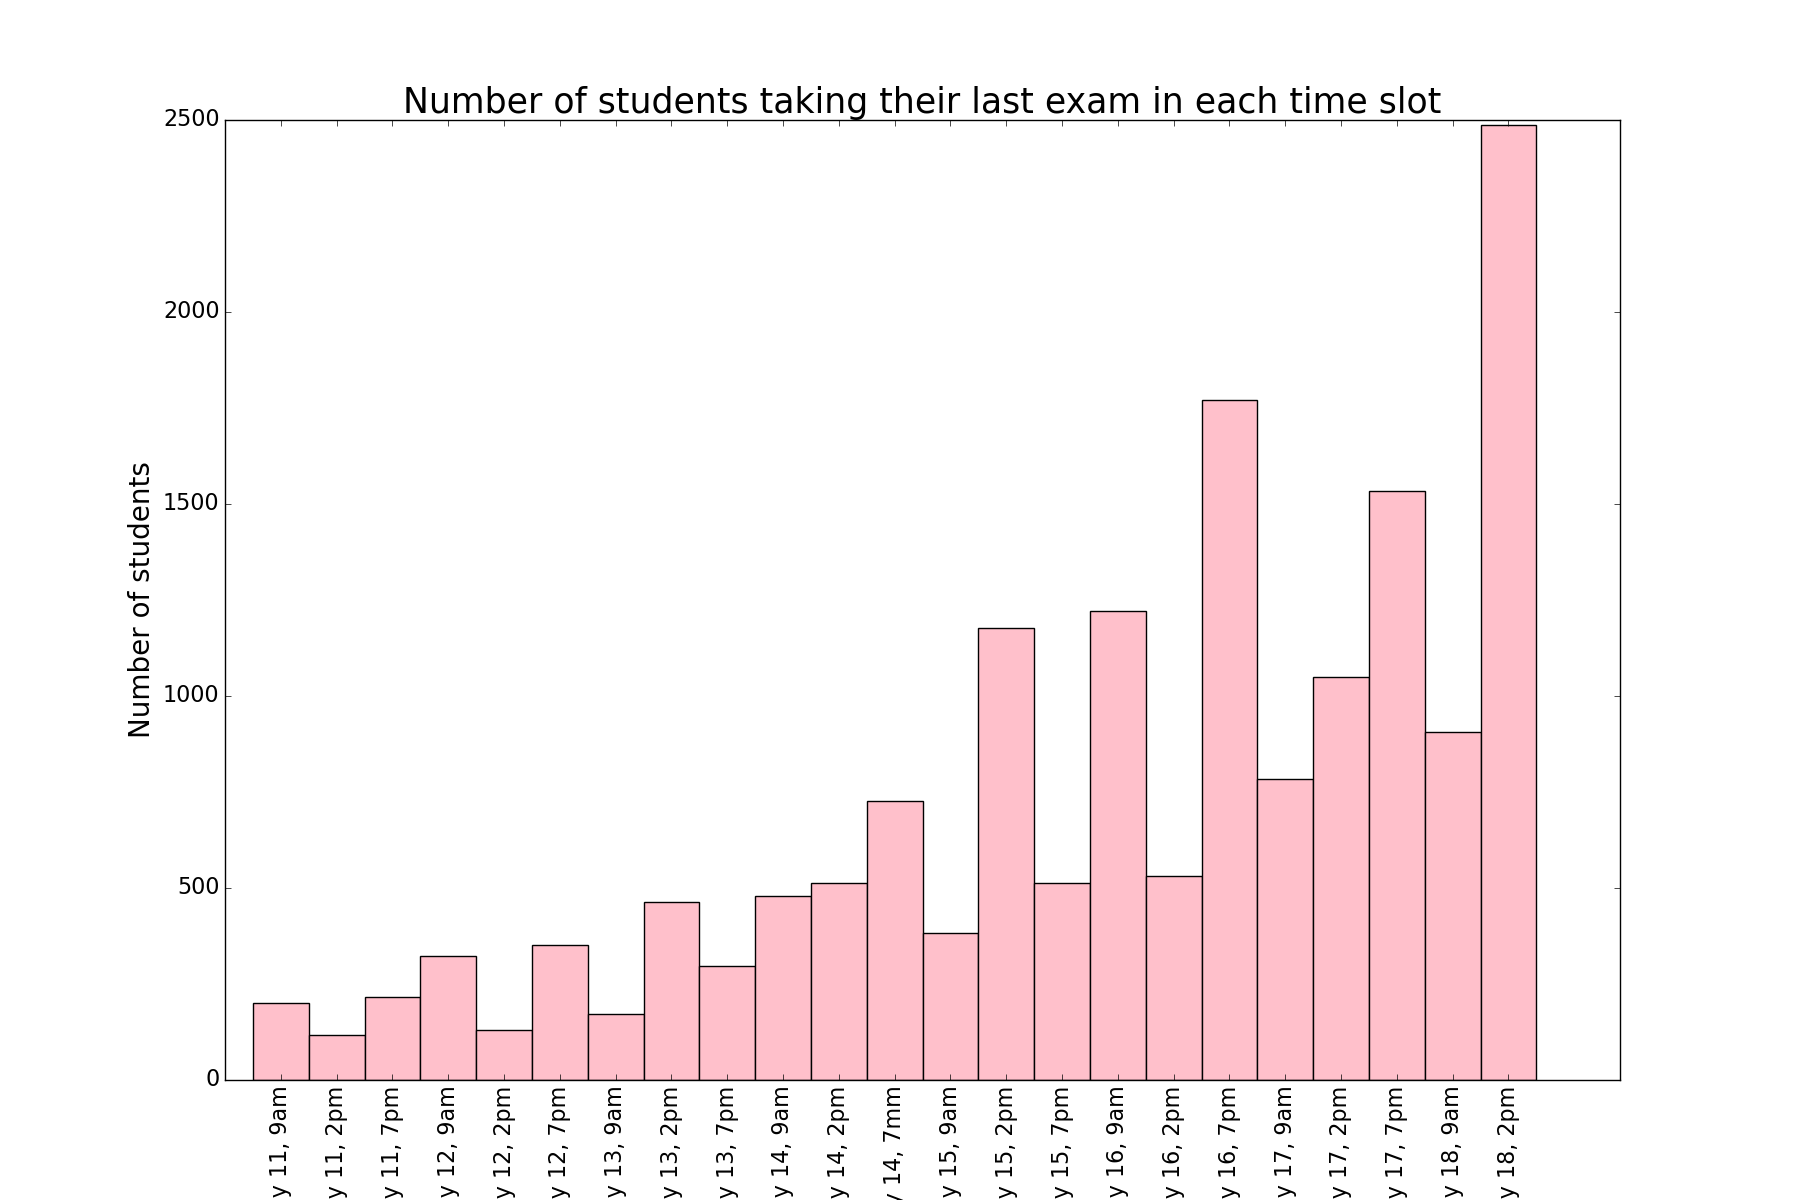 Number of students taking their last exam in each time slot
Number of students
2500
2000
1500
1000
500
0
y 11, 9am
y 11, 2pm
y 11, 7pm
y 12, 9am
y 12, 2pm
y 12, 7pm
y 13, 9am
y 13, 2pm
y 13, 7pm
y 14, 9am
y 14, 2pm
y 14, 7mm
y 15, 9am
y 15, 2pm
y 15, 7pm
y 16, 9am
y 16, 2pm
y 16, 7pm
y 17, 9am
y 17, 2pm
y 17, 7pm
y 18, 9am
y 18, 2pm